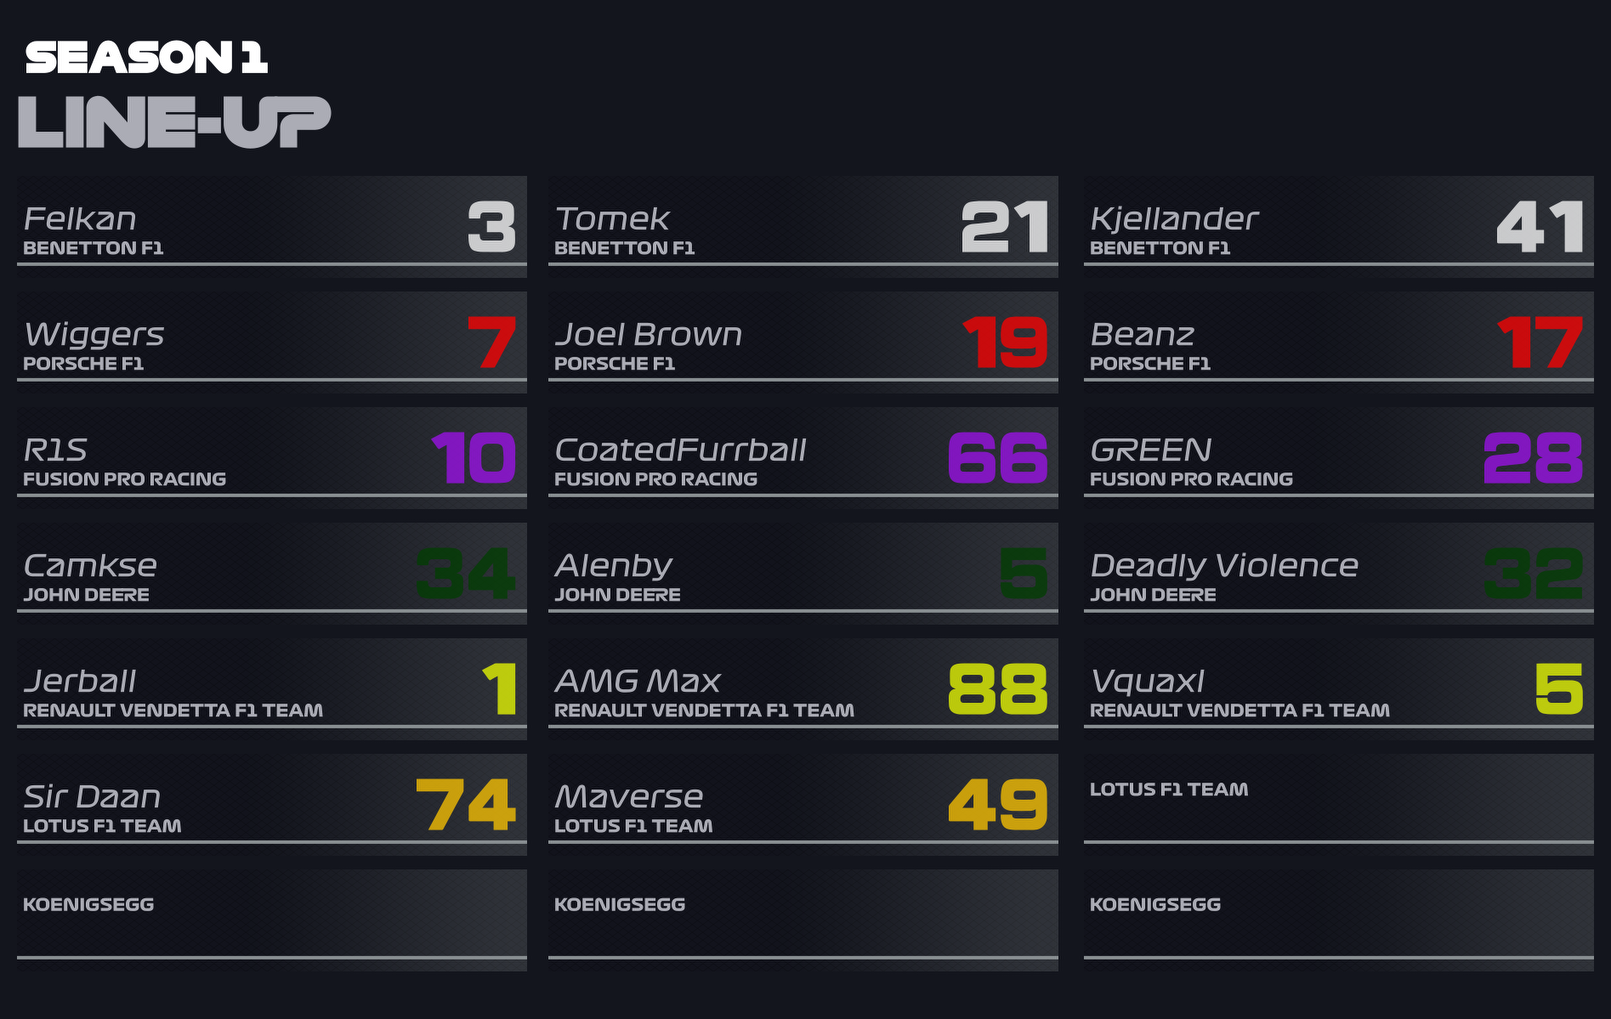 SEASON 1
LINE-UP
Felkan
BENETTON F1
3
Tomek
BENETTON F1
21
Kjellander
BENETTON F1
41
Wiggers
PORSCHE F1
7
Joel Brown
PORSCHE F1
19
Beanz
PORSCHE F1
17
R1S
FUSION PRO RACING
10
CoatedFurrball
FUSION PRO RACING
66
GREEN
FUSION PRO RACING
28
Camkse
JOHN DEERE
34
Alenby
JOHN DEERE
5
Deadly Violence
JOHN DEERE
32
Jerball
RENAULT VENDETTA F1 TEAM
1
AMG Max
RENAULT VENDETTA F1 TEAM
88
Vquaxl
RENAULT VENDETTA F1 TEAM
5
Sir Daan
LOTUS F1 TEAM
74
Maverse
LOTUS F1 TEAM
49
LOTUS F1 TEAM
KOENIGSEGG
KOENIGSEGG
KOENIGSEGG